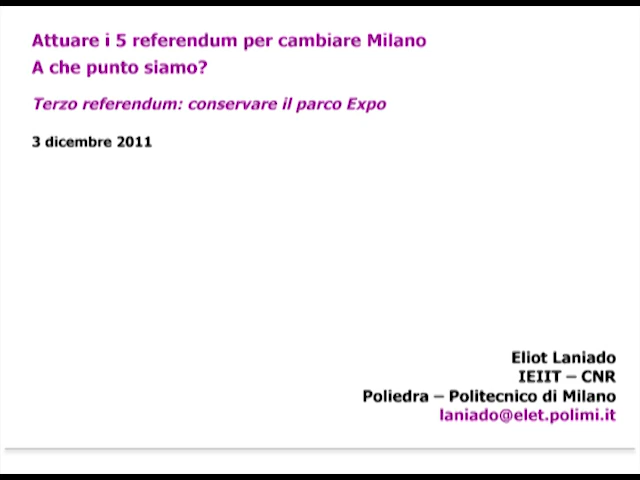 Attuare i 5 referendum per cambiare Milano
A che punto siamo?
Terzo referendum: conservare il parco Expo
3 dicembre 2011
Eliot Laniado
IEIIT – CNR
Poliedra – Politecnico di Milano
laniado@elet.polimi.it